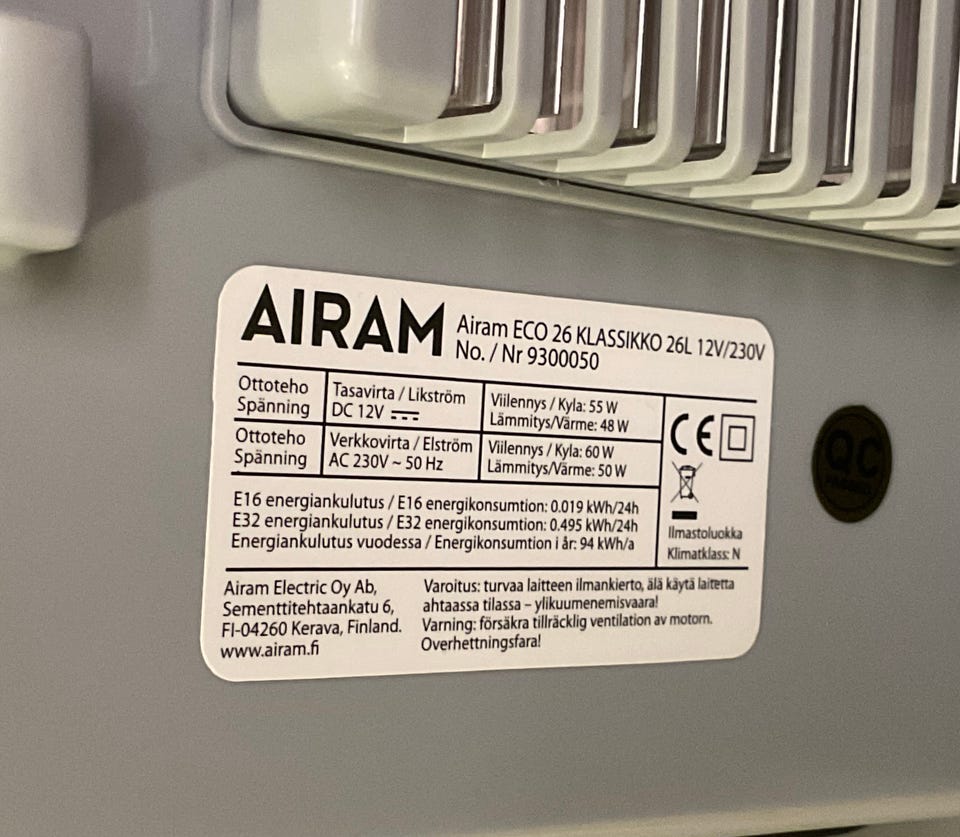 AIRAM
Airam ECO 26 KLASSIKKO 26L 12V/230V
No. / Nr 9300050
Ottoteho
Spänning
Tasavirta / Likström
DC 12V
Viilennys / Kyla: 55 W
Lämmitys/Värme: 48 W
Ottoteho
Spänning
Verkkovirta / Elström
AC 230V ~ 50 Hz
Viilennys / Kyla: 60 W
Lämmitys/Värme: 50 W
CE
E16 energiankulutus / E16 energikonsumtion: 0.019 kWh/24h
E32 energiankulutus / E32 energikonsumtion: 0.495 kWh/24h
Energiankulutus vuodessa / Energikonsumtion i år: 94 kWh/a
Ilmastoluokka
Klimatklass: N
Airam Electric Oy Ab,
Sementtitehtaankatu 6,
FI-04260 Kerava, Finland.
www.airam.fi
Varoitus: turvaa laitteen ilmankierto, älä käytä laitetta
ahtaassa tilassa – ylikuumenemisvaara!
Varning: försäkra tillräcklig ventilation av motorn.
Overhettningsfara!
QC